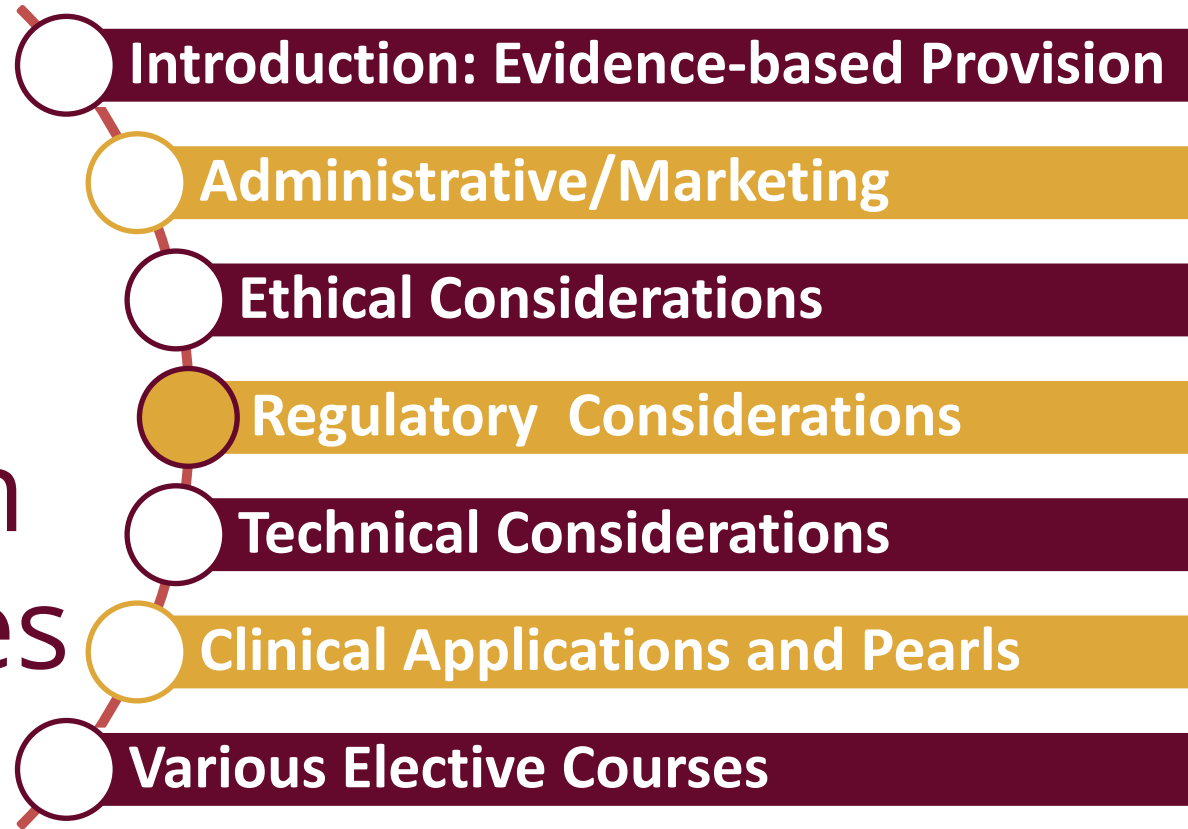 Introduction: Evidence-based Provision
Administrative/Marketing
Ethical Considerations
Regulatory  Considerations
Technical Considerations
Clinical Applications and Pearls
Various Elective Courses